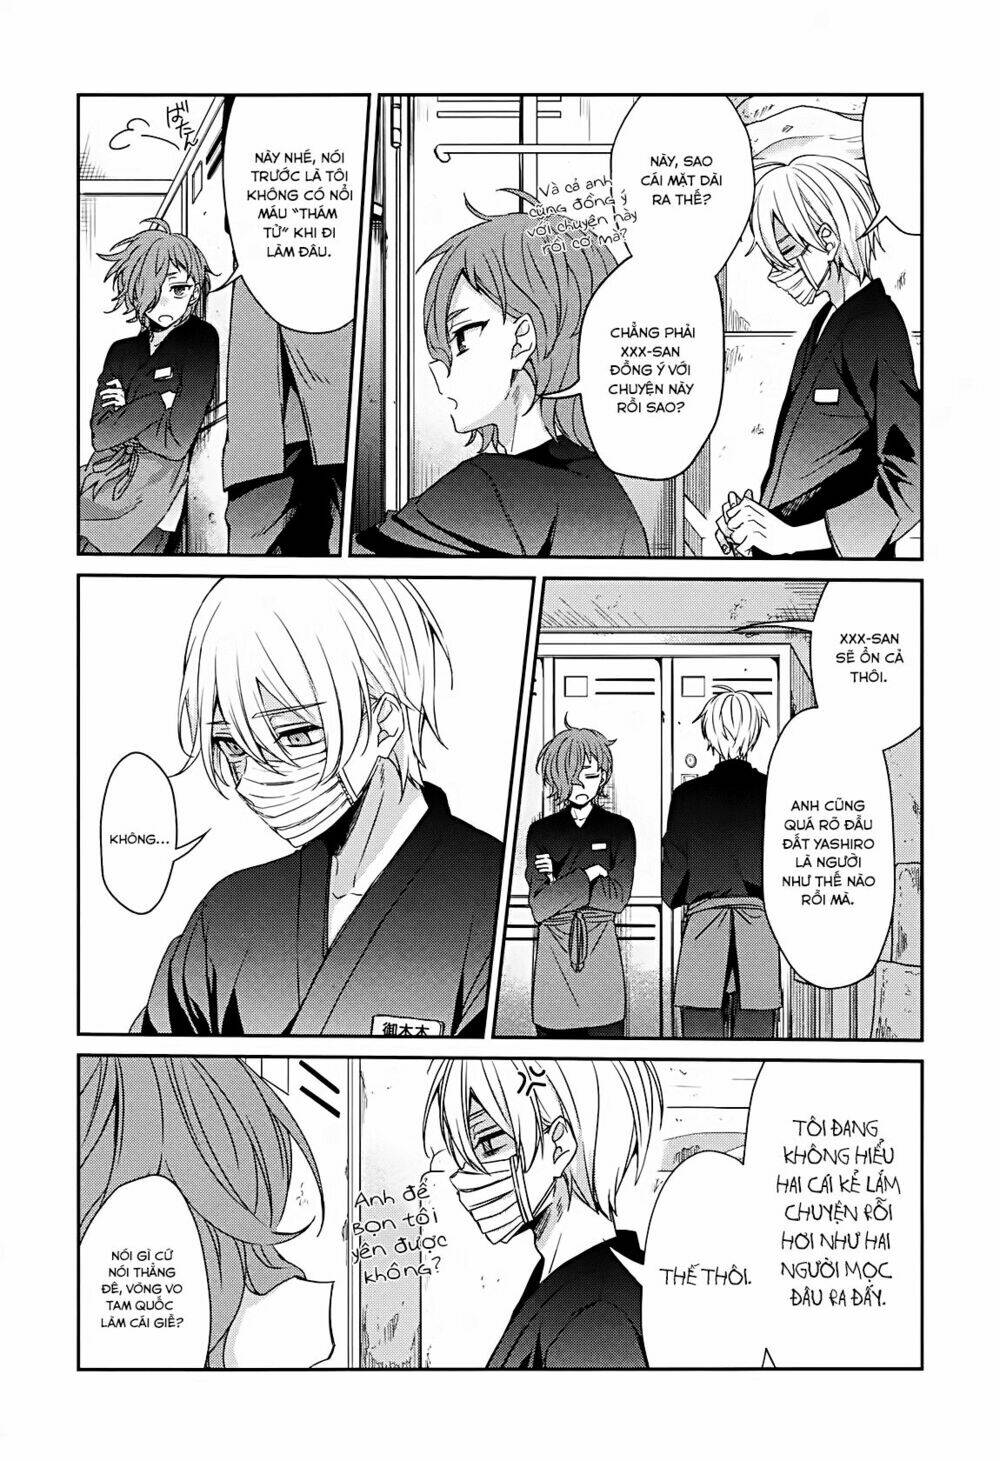 NÀY, SAO
CÁI MẶT DÀI
RA THẾ?
CHẲNG PHẢI
XXX-SAN
ĐỒNG Ý VỚI
CHUYỆN NÀY
RỒI SAO?
Và cả anh
cũng đồng ý
với chuyện này
rồi cơ mà?
NÀY NHÉ, NÓI
TRƯỚC LÀ TÔI
KHÔNG CÓ NỔI
MÁU "THÁM
TỬ" KHI ĐI
LÀM ĐÂU.
ばたん
XXX-SAN
SẼ ỔN CẢ
THÔI.
ANH CŨNG
QUÁ RÕ ĐẦU
ĐẤT YASHIRO
LÀ NGƯỜI
NHƯ THẾ NÀO
RỒI MÀ.
KHÔNG...
御木本
TÔI ĐANG
KHÔNG HIỂU
HAI CÁI KẺ LẮM
CHUYỆN RỖI
HƠI NHƯ HAI
NGƯỜI MỌC
ĐÂU RA ĐẤY.
THẾ THÔI.
Anh để
bọn tôi
yên được
không?
NÓI GÌ CỨ
NÓI THẲNG
ĐÊ, VÒNG VO
TAM QUỐC
LÀM CÁI GIỀ?